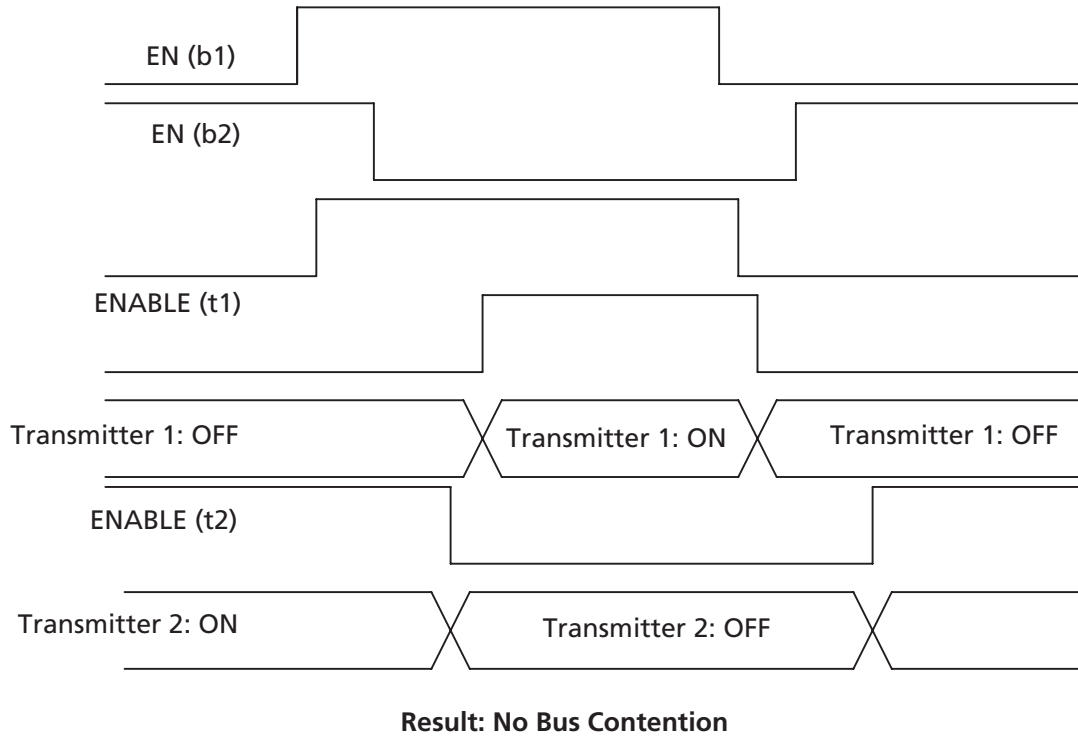 EN (b1)
EN (b2)
ENABLE (t1)
Transmitter 1: OFF
Transmitter 1: ON
Transmitter 1: OFF
ENABLE (t2)
Transmitter 2: ON
Transmitter 2: OFF
Result: No Bus Contention